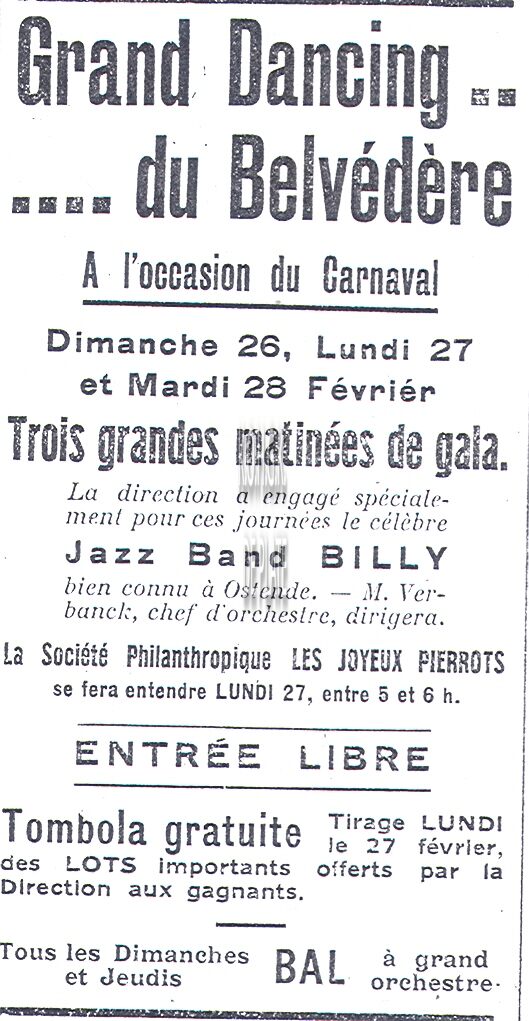 Grand Dancing ..
.... du Belvédère
A l'occasion du Carnaval
Dimanche 26, Lundi 27
et Mardi 28 Févriér
Trois grandes matinées de gala.
La direction a engagé spéciale-
ment pour ces journées le célèbre
Jazz Band BILLY
bien connu à Ostende. — M. Ver-
banck, chef d'orchestre, dirigera.
La Société Philanthropique LES JOYEUX PIERROTS
se fera entendre LUNDI 27, entre 5 et 6 h.
ENTRÉE LIBRE
Tombola gratuite Tirage LUNDI
le 27 février,
des LOTS importants offerts par la
Direction aux gagnants.
Tous les Dimanches
et Jeudis
BAL
à grand
orchestre.